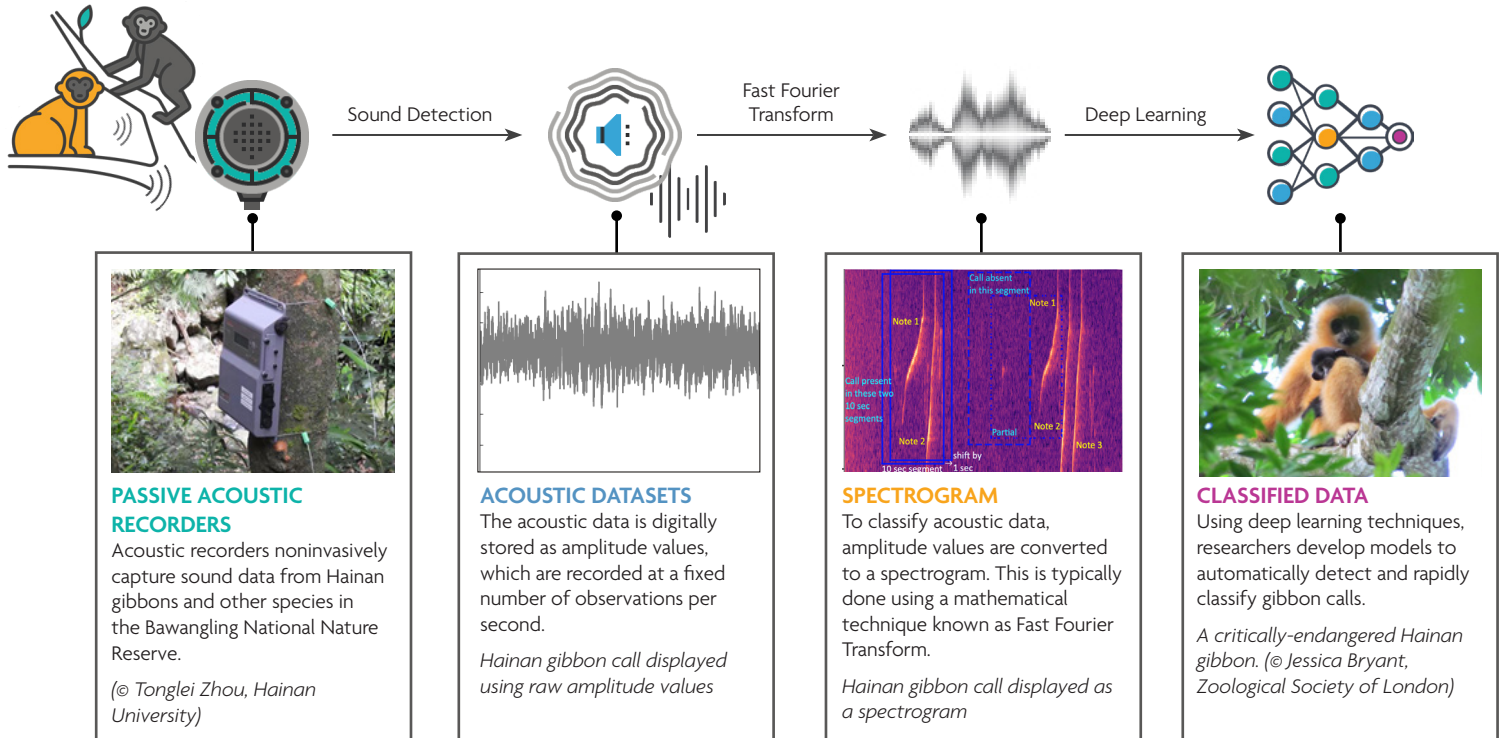 Sound Detection
Fast Fourier
Transform
Deep Learning
PASSIVE ACOUSTIC
RECORDERS
Acoustic recorders noninvasively
capture sound data from Hainan
gibbons and other species in
the Bawangling National Nature
Reserve.
(© Tonglei Zhou, Hainan
University)
ACOUSTIC DATASETS
The acoustic data is digitally
stored as amplitude values,
which are recorded at a fixed
number of observations per
second.
Hainan gibbon call displayed
using raw amplitude values
Call absent
in this segment
Note 1
Note 1
Call present
in these two
10 sec
segments
Note 2
Partial
Note 2
Note 3
10 sec segment
shift by
1 sec
SPECTROGRAM
To classify acoustic data,
amplitude values are converted
to a spectrogram. This is typically
done using a mathematical
technique known as Fast Fourier
Transform.
Hainan gibbon call displayed as
a spectrogram
CLASSIFIED DATA
Using deep learning techniques,
researchers develop models to
automatically detect and rapidly
classify gibbon calls.
A critically-endangered Hainan
gibbon. (© Jessica Bryant,
Zoological Society of London)